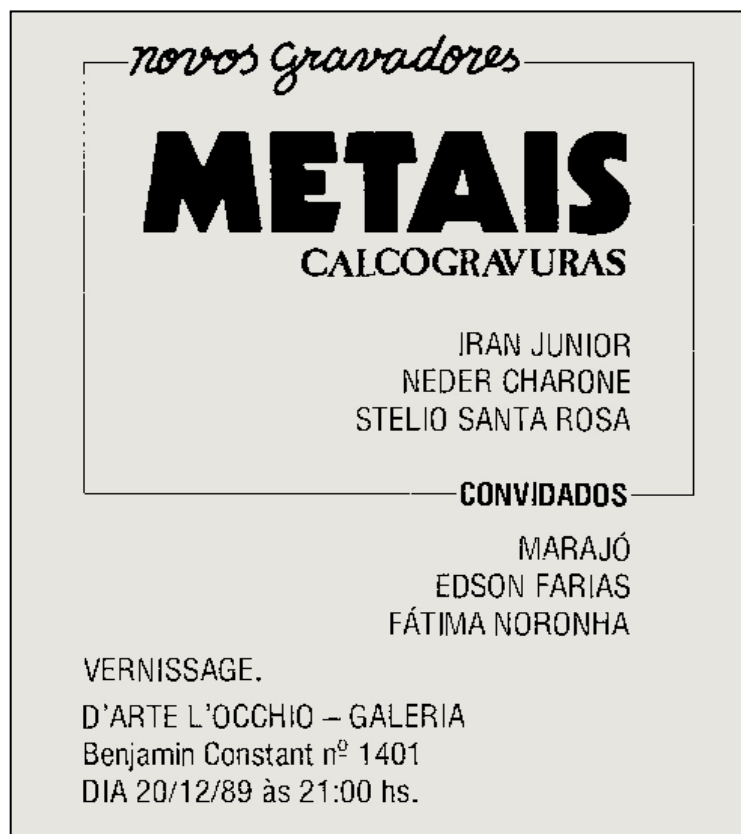 novos gravadores
METAIS
CALCOGRAVURAS
IRAN JUNIOR
NEDER CHARONE
STELIO SANTA ROSA
CONVIDADOS
MARAJÓ
EDSON FARIAS
FÁTIMA NORONHA
VERNISSAGE.
D'ARTE L'OCCHIO – GALERIA
Benjamin Constant nº 1401
DIA 20/12/89 às 21:00 hs.